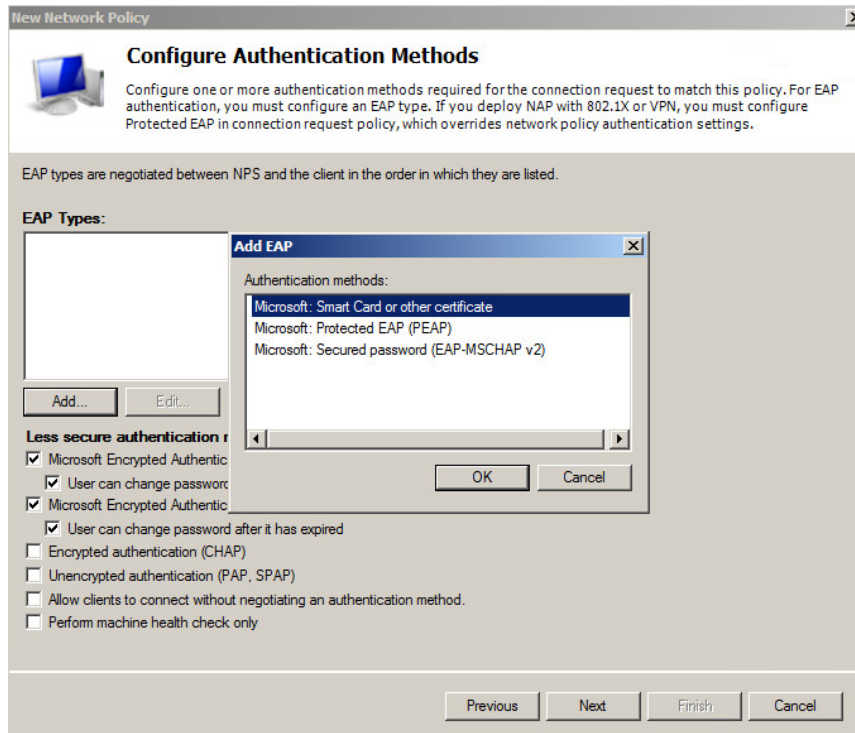 New Network Policy
Configure Authentication Methods
Configure one or more authentication methods required for the connection request to match this policy. For EAP
authentication, you must configure an EAP type. If you deploy NAP with 802.1X or VPN, you must configure
Protected EAP in connection request policy, which overrides network policy authentication settings.
EAP types are negotiated between NPS and the client in the order in which they are listed.
EAP Types:
Add EAP
Authentication methods:
Microsoft: Smart Card or other certificate
Microsoft: Protected EAP (PEAP)
Microsoft: Secured password (EAP-MSCHAP v2)
OK Cancel
Add... Edit...
Less secure authentication
Microsoft Encrypted Authentic
User can change password
Microsoft Encrypted Authentic
User can change password after it has expired
Encrypted authentication (CHAP)
Unencrypted authentication (PAP, SPAP)
Allow clients to connect without negotiating an authentication method.
Perform machine health check only
Previous Next Finish Cancel